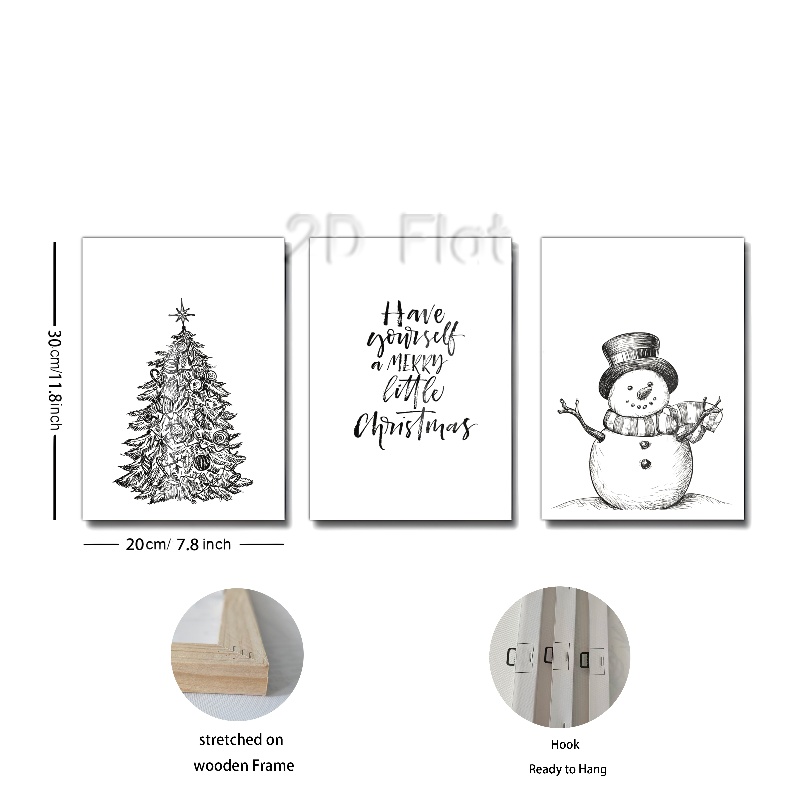 2D Flat
Have
yourself
a MERRY
little
Christmas
30cm/11.8inch
20cm/ 7.8 inch
stretched on
wooden Frame
Hook
Ready to Hang